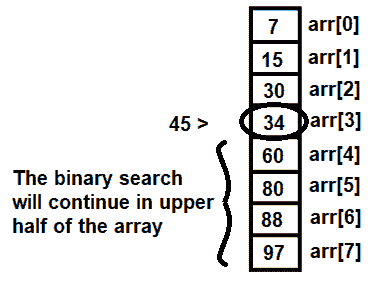 7 arr[0]
15 arr[1]
30 arr[2]
45 > 34 arr[3]
60 arr[4]
80 arr[5]
88 arr[6]
97 arr[7]
The binary search
will continue in upper
half of the array